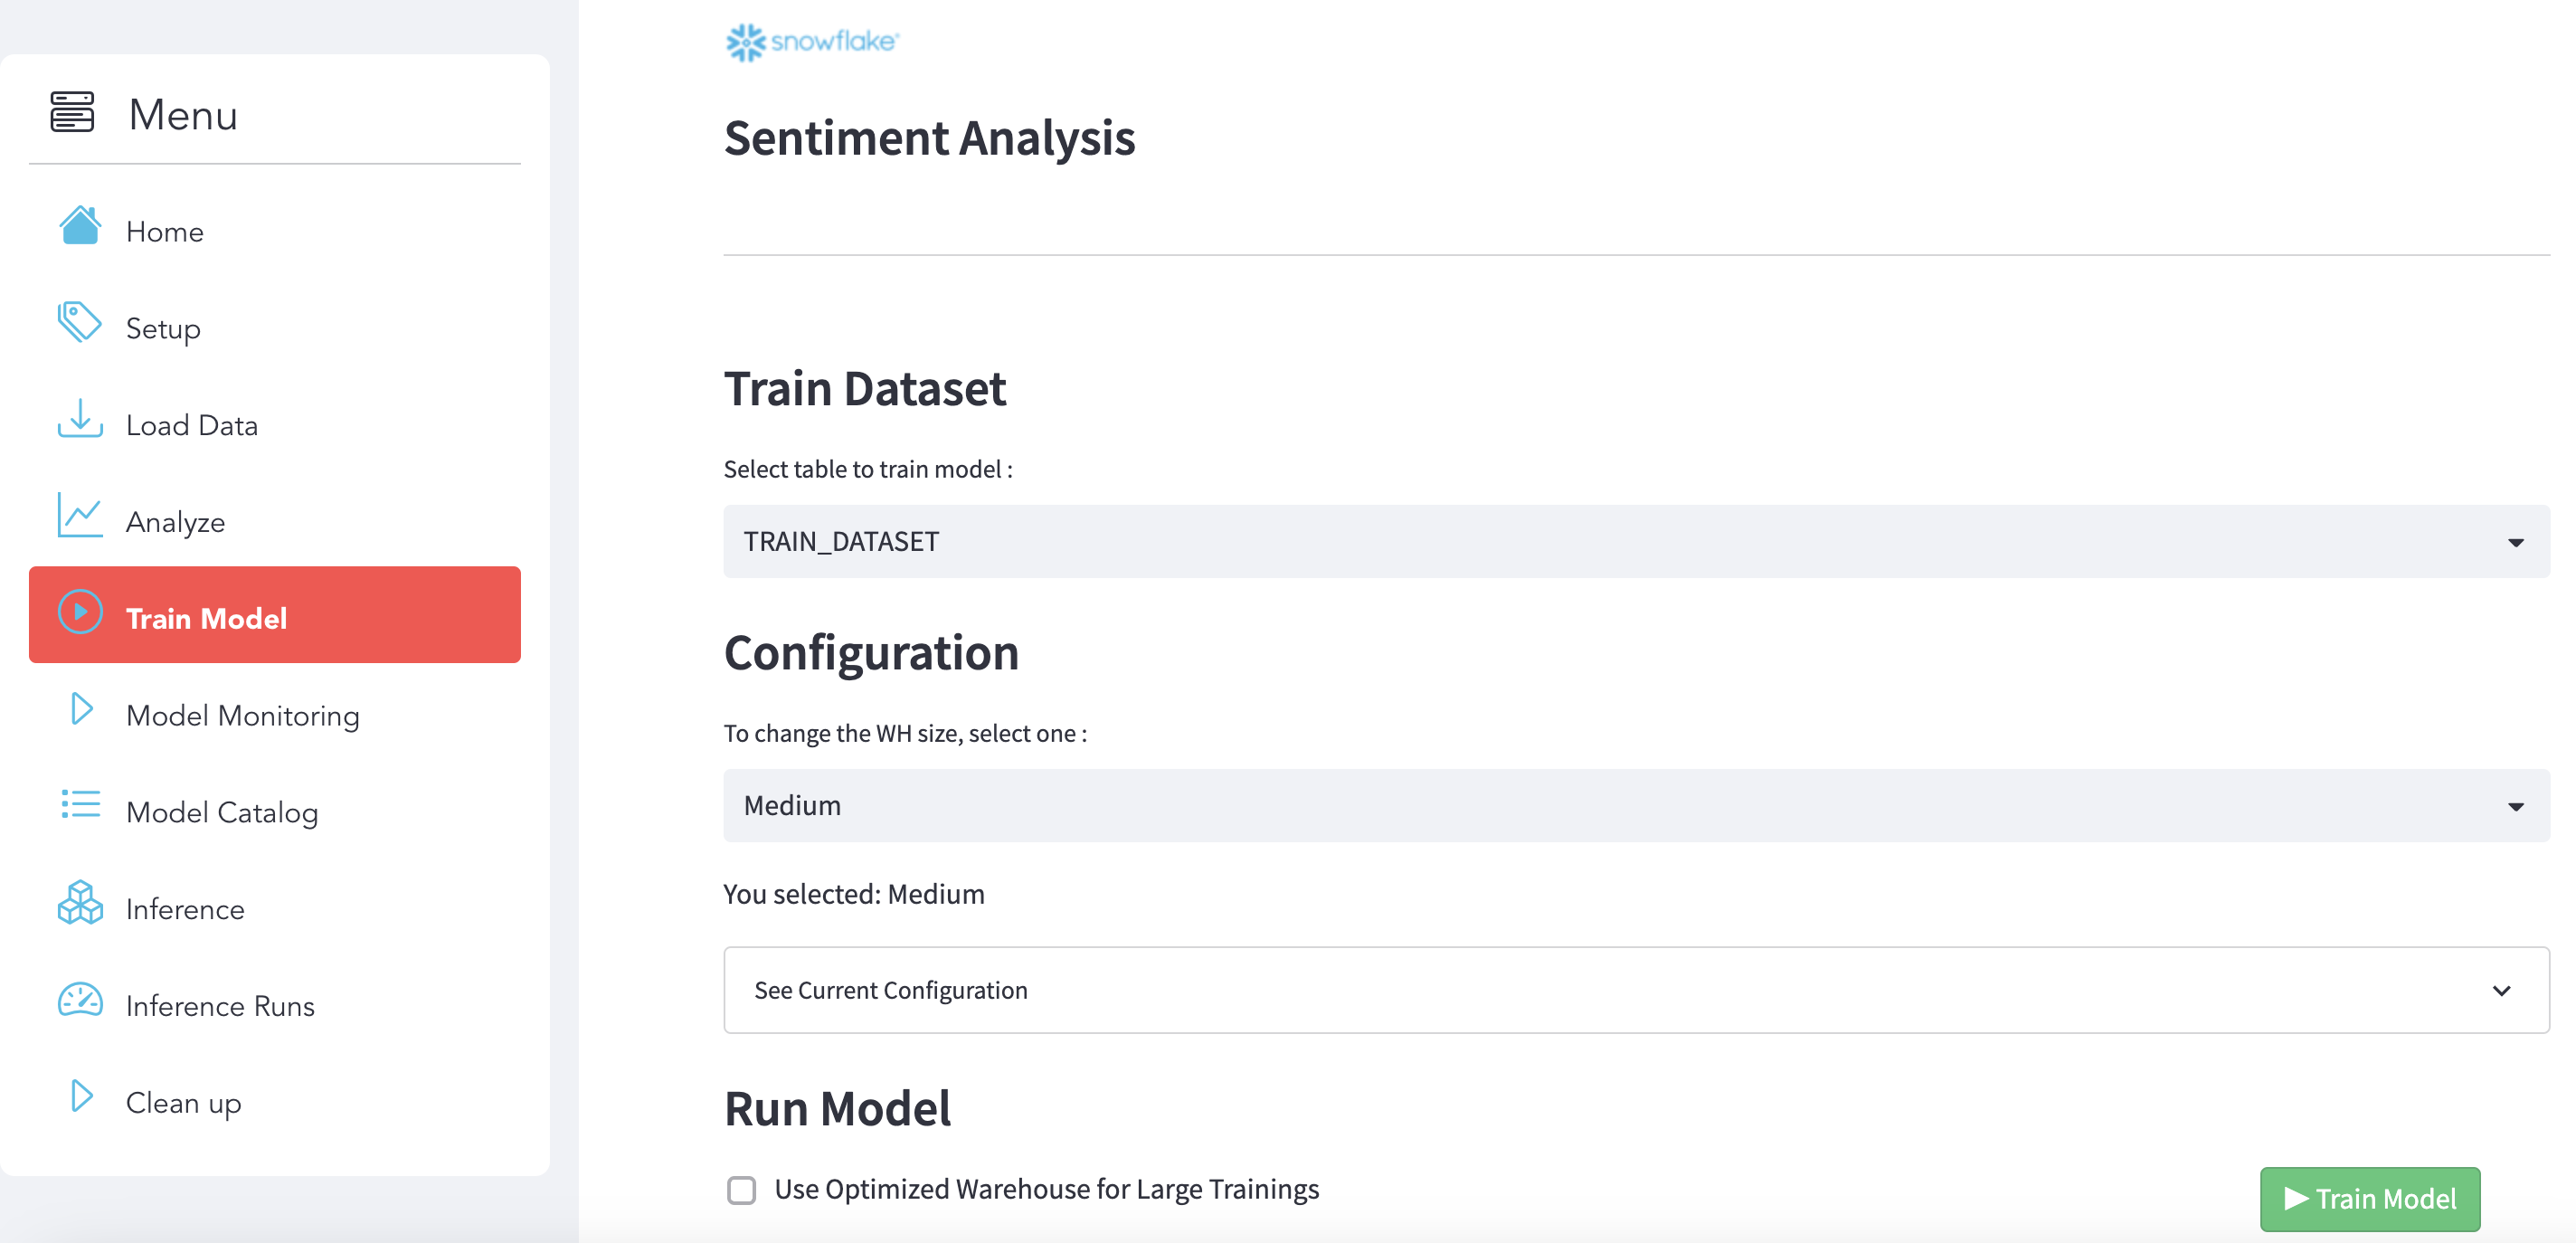 snowflake
Menu
Home
Setup
Load Data
Analyze
Train Model
Model Monitoring
Model Catalog
Inference
Inference Runs
Clean up
Sentiment Analysis
Train Dataset
Select table to train model :
TRAIN_DATASET
Configuration
To change the WH size, select one :
Medium
You selected: Medium
See Current Configuration
Run Model
Use Optimized Warehouse for Large Trainings
Train Model